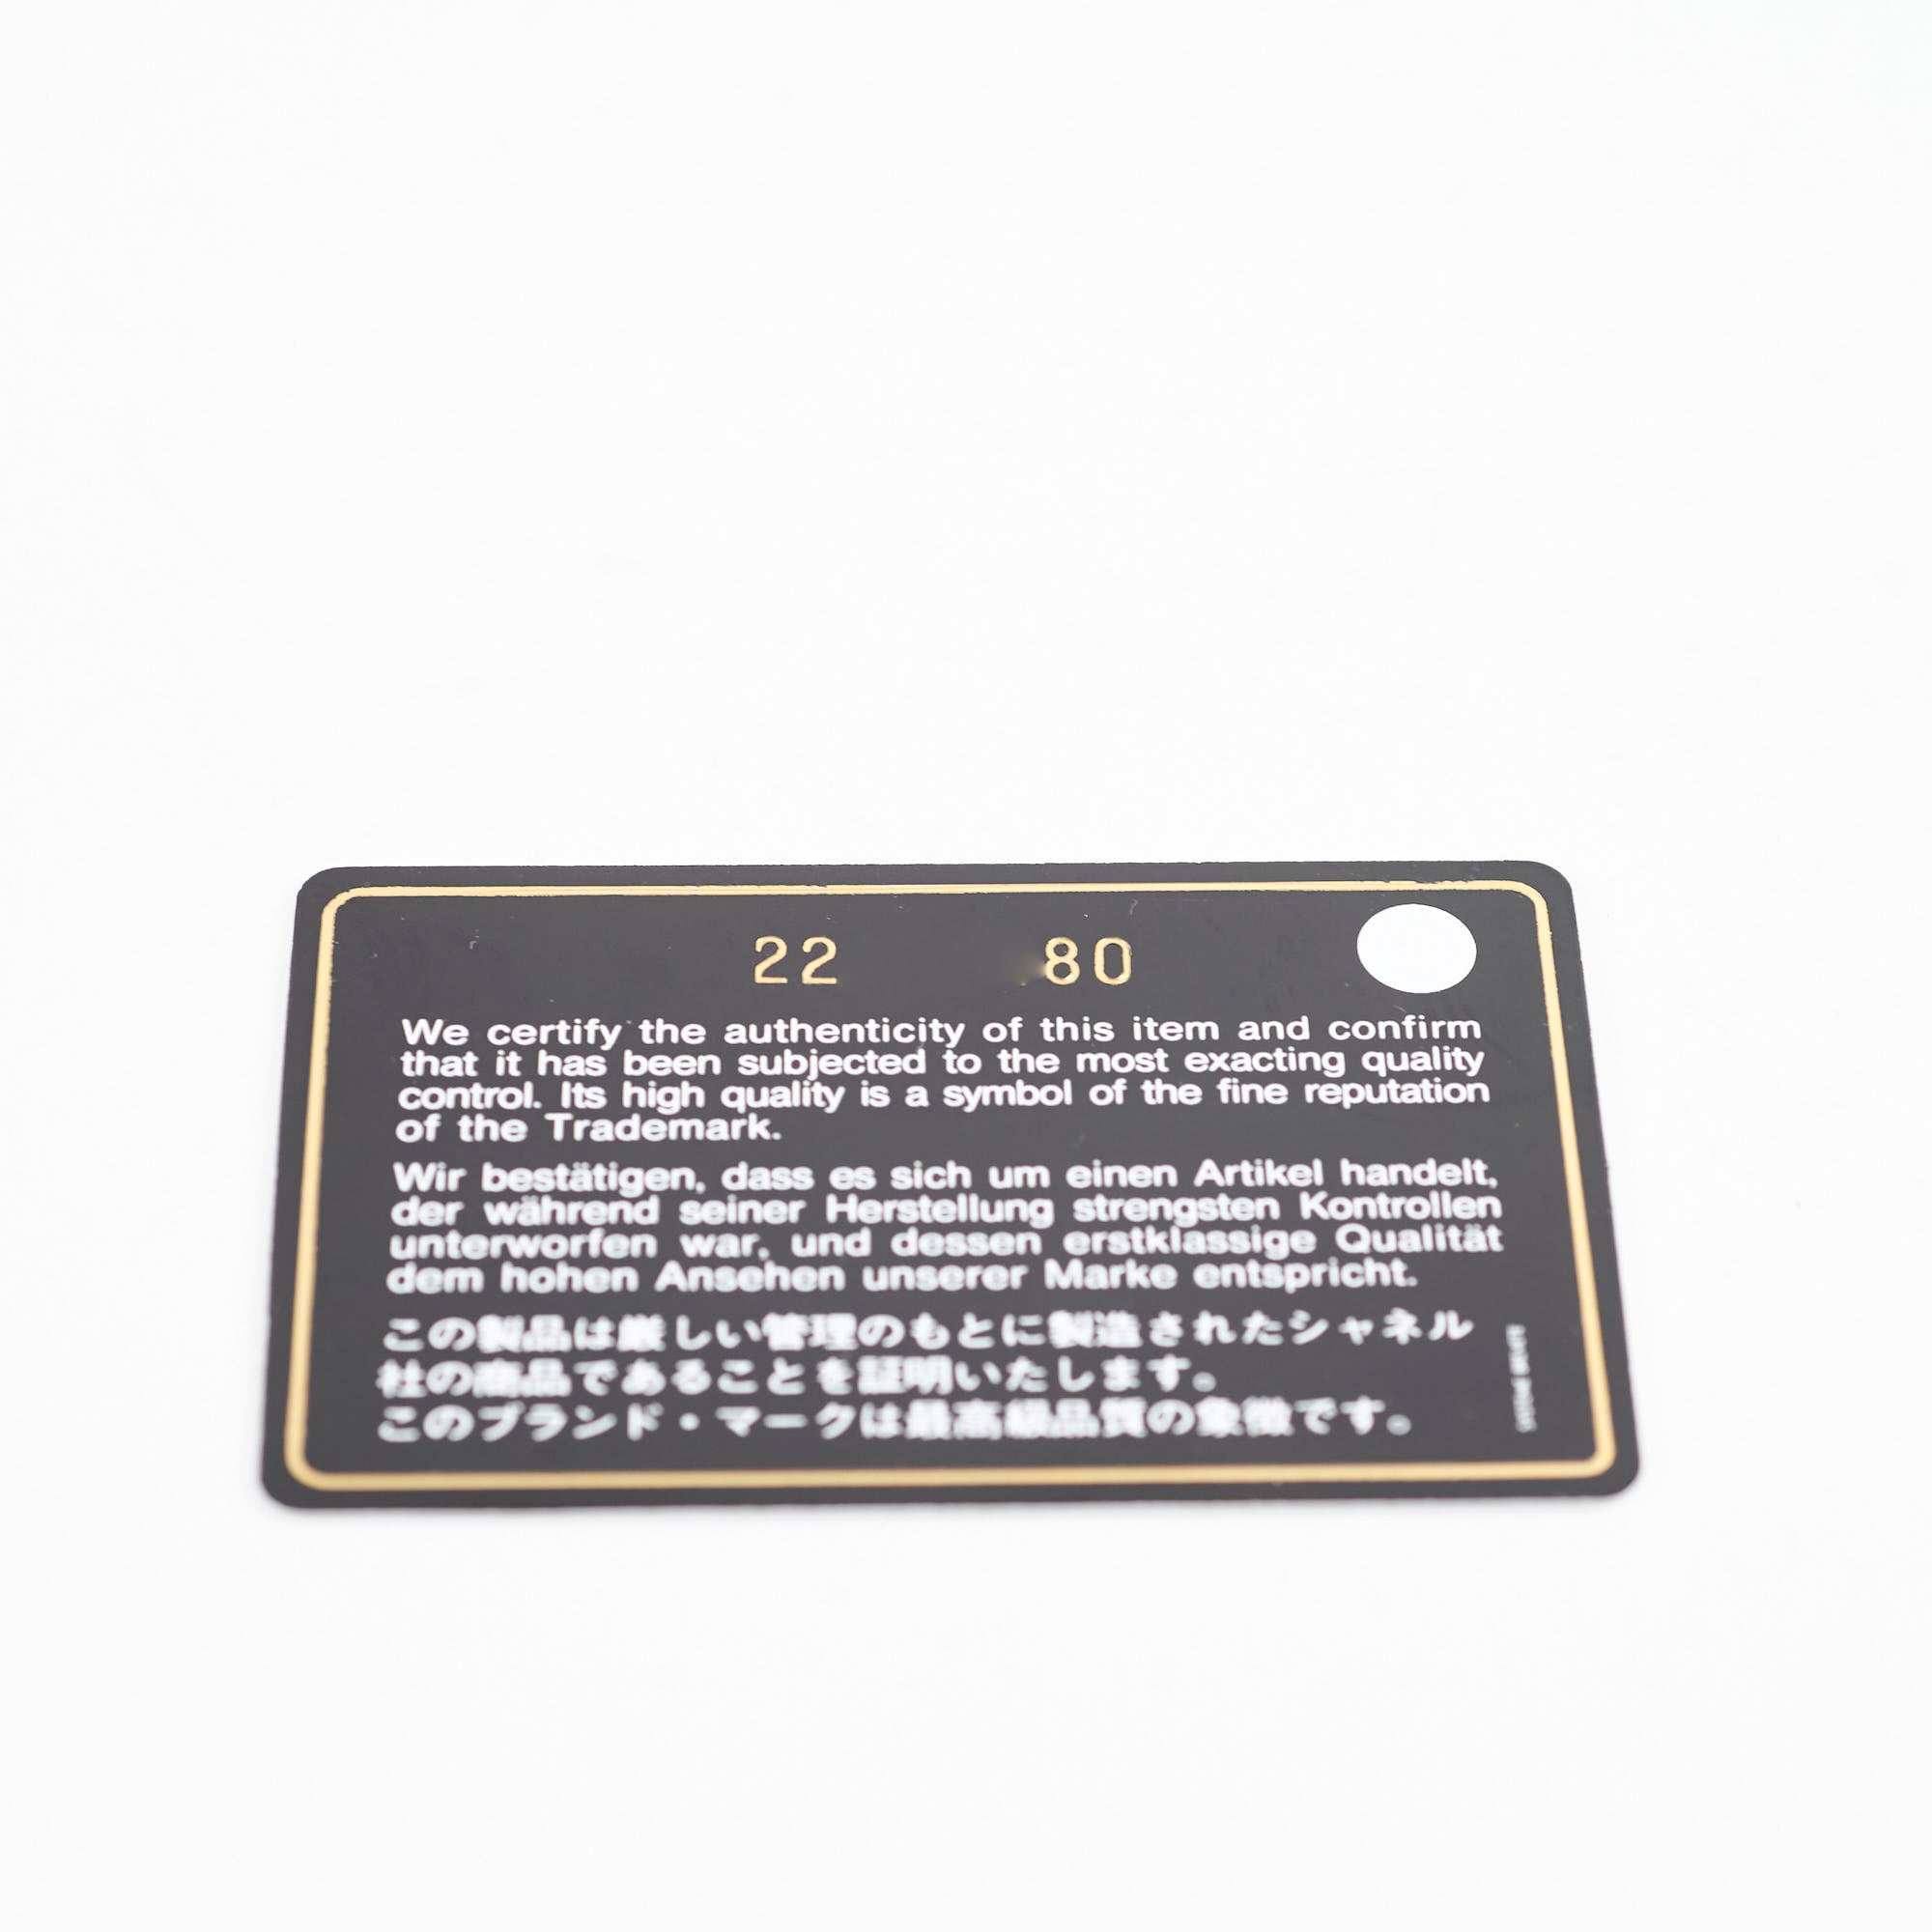 22 80
We certify the authenticity of this item and confirm
that it has been subjected to the most exacting quality
control. Its high quality is a symbol of the fine reputation
of the Trademark.
Wir bestätigen, dass es sich um einen Artikel handelt,
der während seiner Herstellung strengsten Kontrollen
unterworfen war, und dessen erstklassige Qualität
dem hohen Ansehen unserer Marke entspricht.
この製品は厳しい管理のもとに製造されたシャネル
社の商品であることを証明いたします。
このブランド・マークは最高級品質の象徴です。